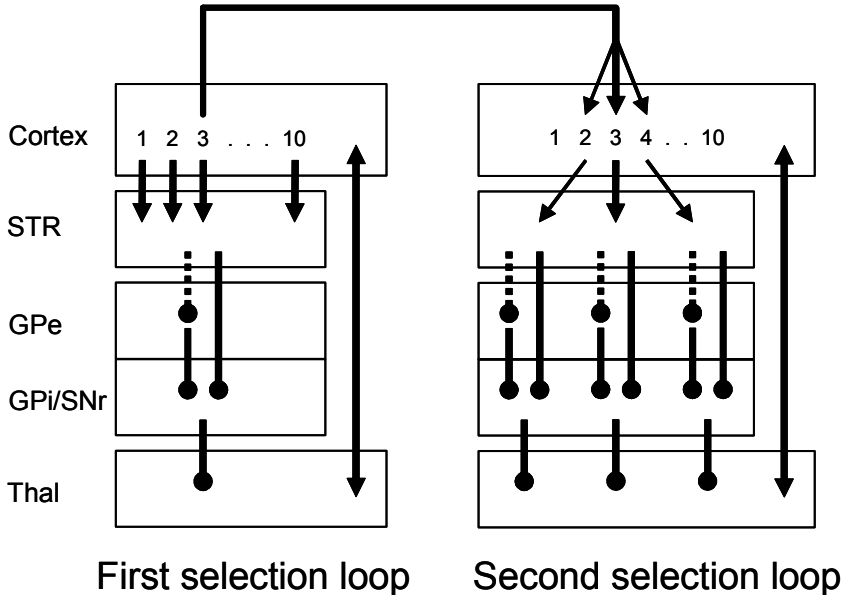 Cortex
1 2 3 . . . 10
1 2 3 4 . . 10
STR
GPe
GPi/SNr
Thal
First selection loop
Second selection loop